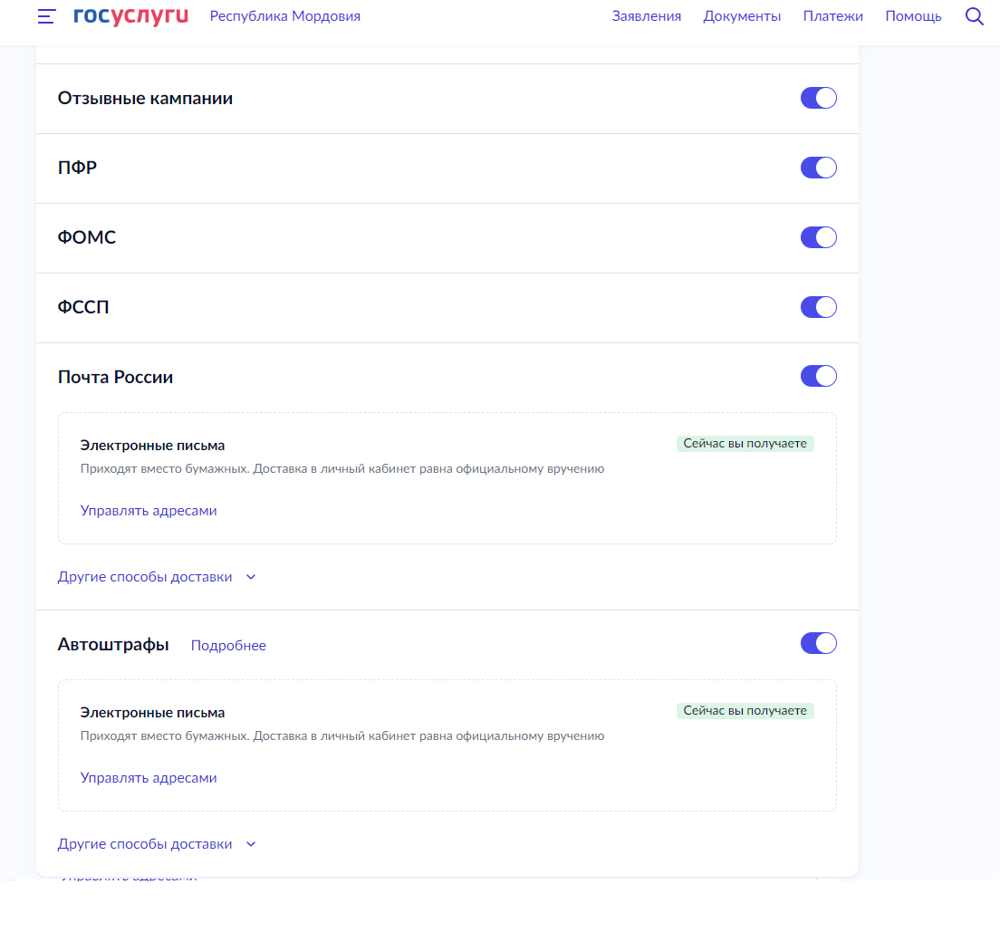 госуслуги Республика Мордовия Заявления Документы Платежи Помощь
Отзывные кампании
ПФР
ФОМС
ФССП
Почта России
Электронные письма Сейчас вы получаете
Приходят вместо бумажных. Доставка в личный кабинет равна официальному вручению
Управлять адресами
Другие способы доставки
Автоштрафы Подробнее
Электронные письма Сейчас вы получаете
Приходят вместо бумажных. Доставка в личный кабинет равна официальному вручению
Управлять адресами
Другие способы доставки
Управлять адресами